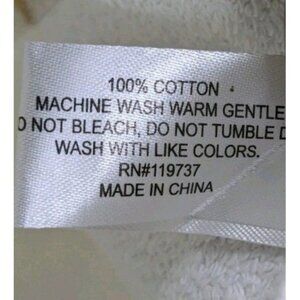 100% COTTON
MACHINE WASH WARM GENTLE
O NOT BLEACH, DO NOT TUMBLE D
WASH WITH LIKE COLORS.
RN#119737
MADE IN CHINA